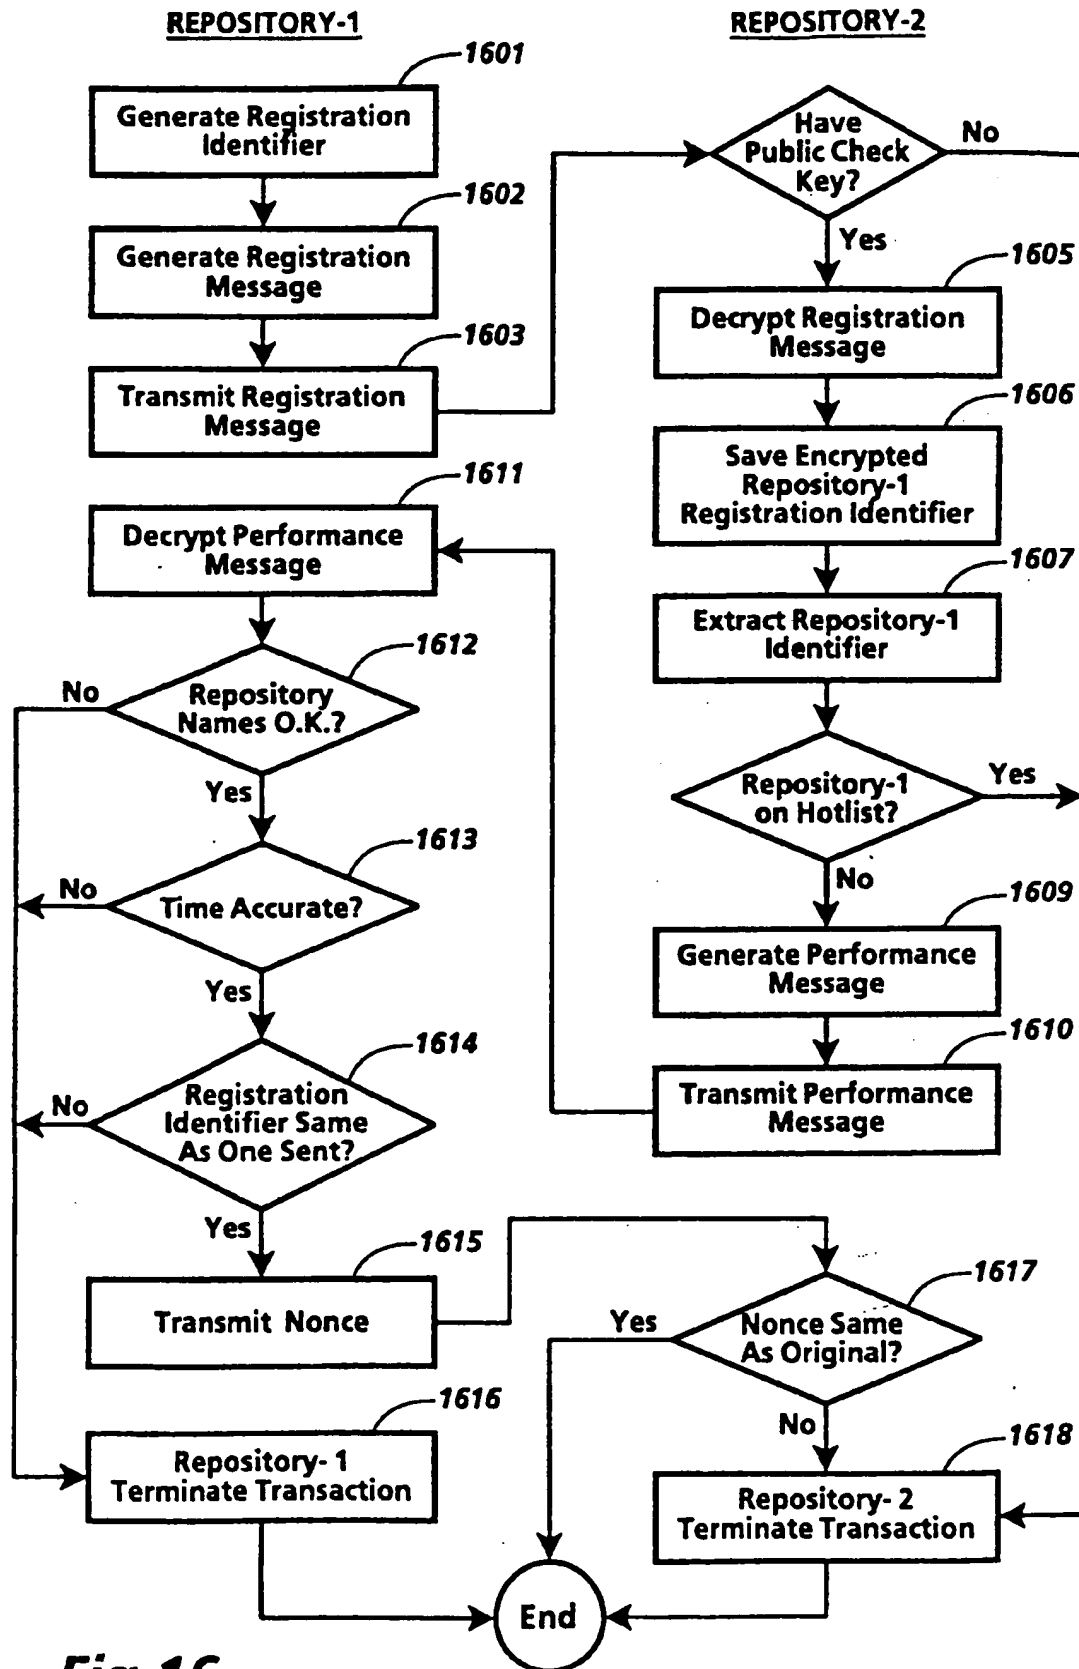 REPOSITORY-1
1601
Generate Registration
Identifier
1602
Generate Registration
Message
1603
Transmit Registration
Message
1611
Decrypt Performance
Message
1612
Repository
Names O.K.?
No
Yes
1613
Time Accurate?
No
Yes
1614
Registration
Identifier Same
As One Sent?
No
Yes
1615
Transmit Nonce
1616
Repository- 1
Terminate Transaction
REPOSITORY-2
Have
Public Check
Key?
No
Yes
1605
Decrypt Registration
Message
1606
Save Encrypted
Repository-1
Registration Identifier
1607
Extract Repository-1
Identifier
Repository-1
on Hotlist?
Yes
No
1609
Generate Performance
Message
1610
Transmit Performance
Message
1617
Nonce Same
As Original?
Yes
No
1618
Repository- 2
Terminate Transaction
End
Fig.16